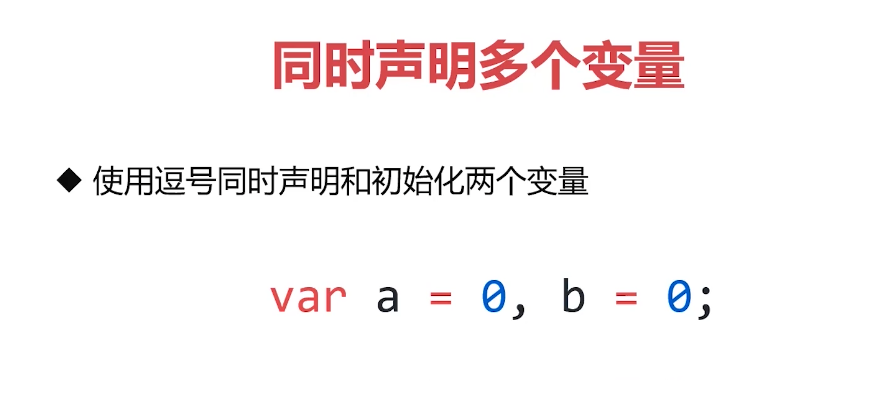 同时声明多个变量
◆ 使用逗号同时声明和初始化两个变量
var a = 0, b = 0;